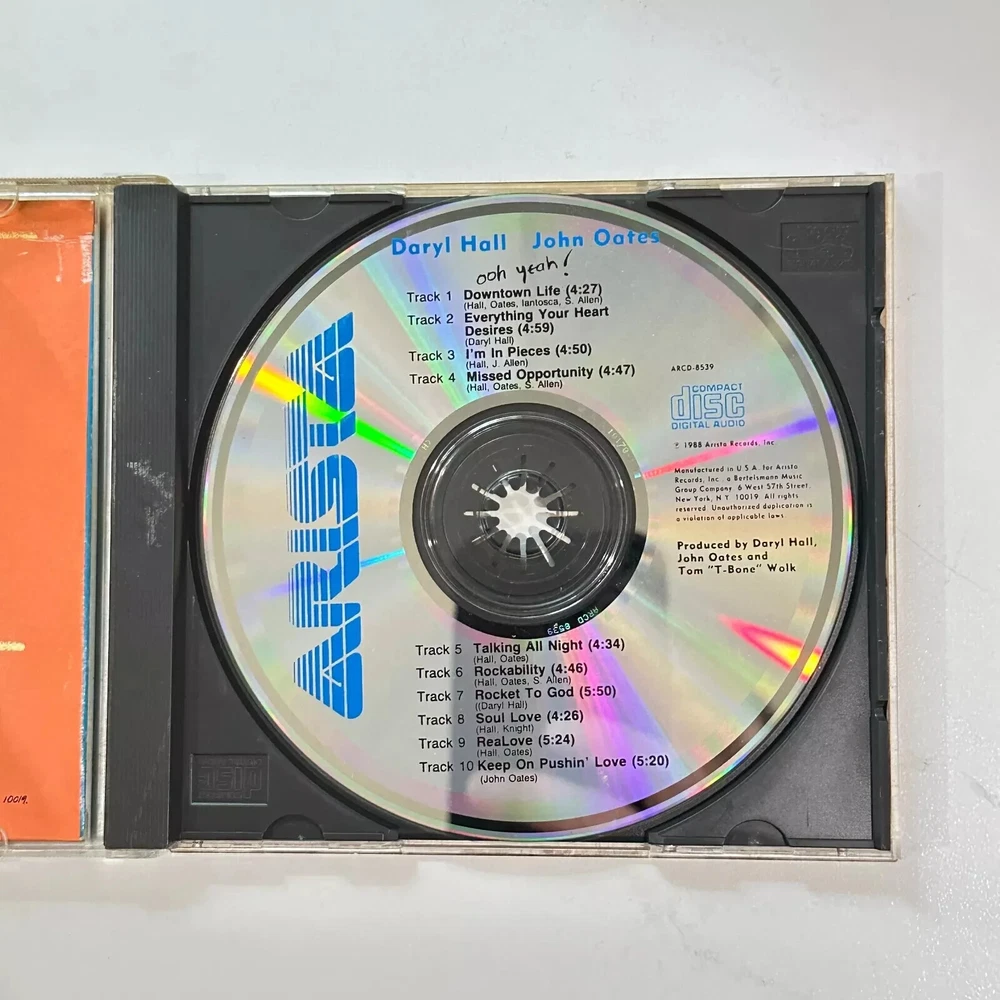 Daryl Hall John Oates
ooh yeah!
Track 1 Downtown Life (4:27)
(Hall, Oates, Iantosca, S. Allen)
Track 2 Everything Your Heart
Desires (4:59)
(Daryl Hall)
Track 3 I'm In Pieces (4:50)
(Hall, J. Allen)
Track 4 Missed Opportunity (4:47)
(Hall, Oates, S. Allen)
ARISTA
ARCD-8539
COMPACT
disc
DIGITAL AUDIO
℗ 1988 Arista Records, Inc
Manufactured in U.S.A. for Arista
Records, Inc., a Bertelsmann Music
Group Company 6 West 57th Street,
New York, N.Y. 10019. All rights
reserved. Unauthorized duplication is
a violation of applicable laws
Produced by Daryl Hall,
John Oates and
Tom "T-Bone" Wolk
ARCD 8539
Track 5 Talking All Night (4:34)
(Hall, Oates)
Track 6 Rockability (4:46)
(Hall, Oates, S. Allen)
Track 7 Rocket To God (5:50)
((Daryl Hall)
Track 8 Soul Love (4:26)
(Hall, Knight)
Track 9 ReaLove (5:24)
(Hall, Oates)
Track 10 Keep On Pushin' Love (5:20)
(John Oates)
disc
10019.